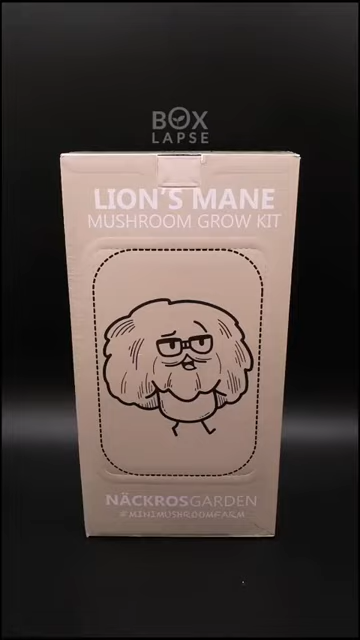 BOX
LAPSE
LION'S MANE
MUSHROOM GROW KIT
NÄCKROSGARDEN
#MINIMUSHROOMFARM